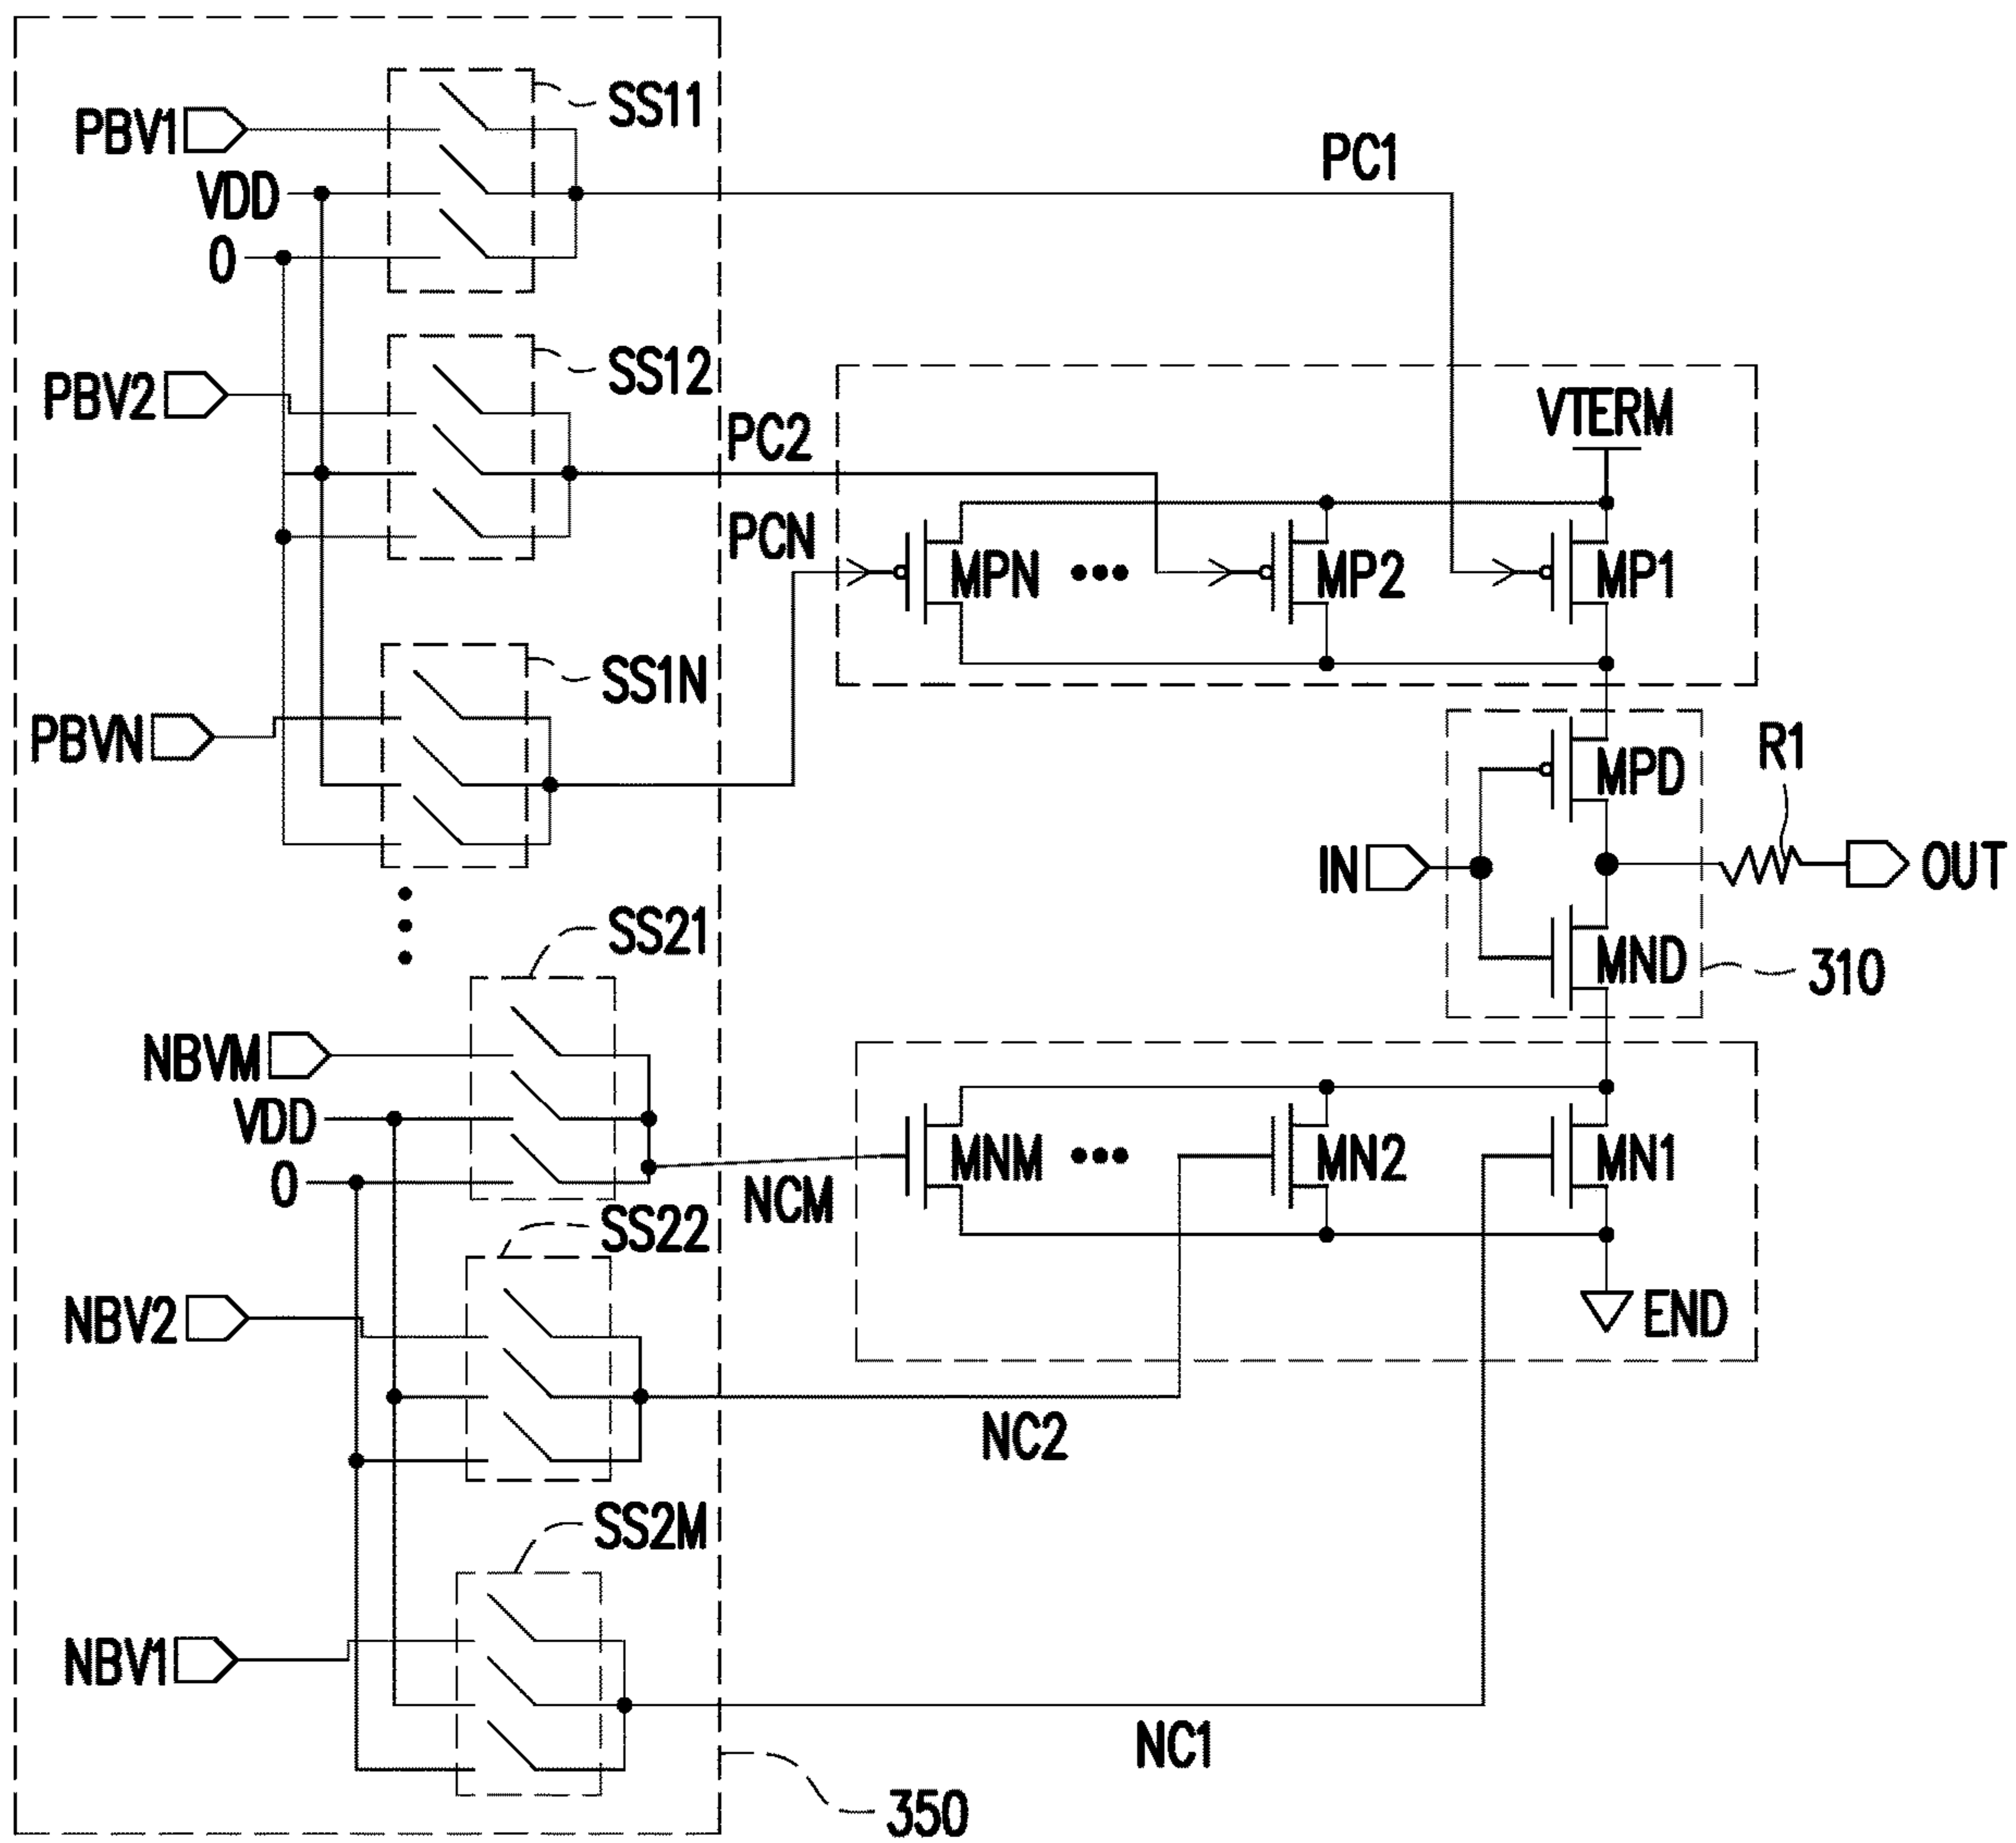 SS11
PBV1
PC1
VDD
0
SS12
PBV2
PC2
VTERM
PCN
MPN
MP2
MP1
SS1N
PBVN
MPD
R1
IN
OUT
SS21
MND
310
NBVM
VDD
MNM
MN2
MN1
0
NCM
SS22
NBV2
END
NC2
SS2M
NBV1
NC1
350